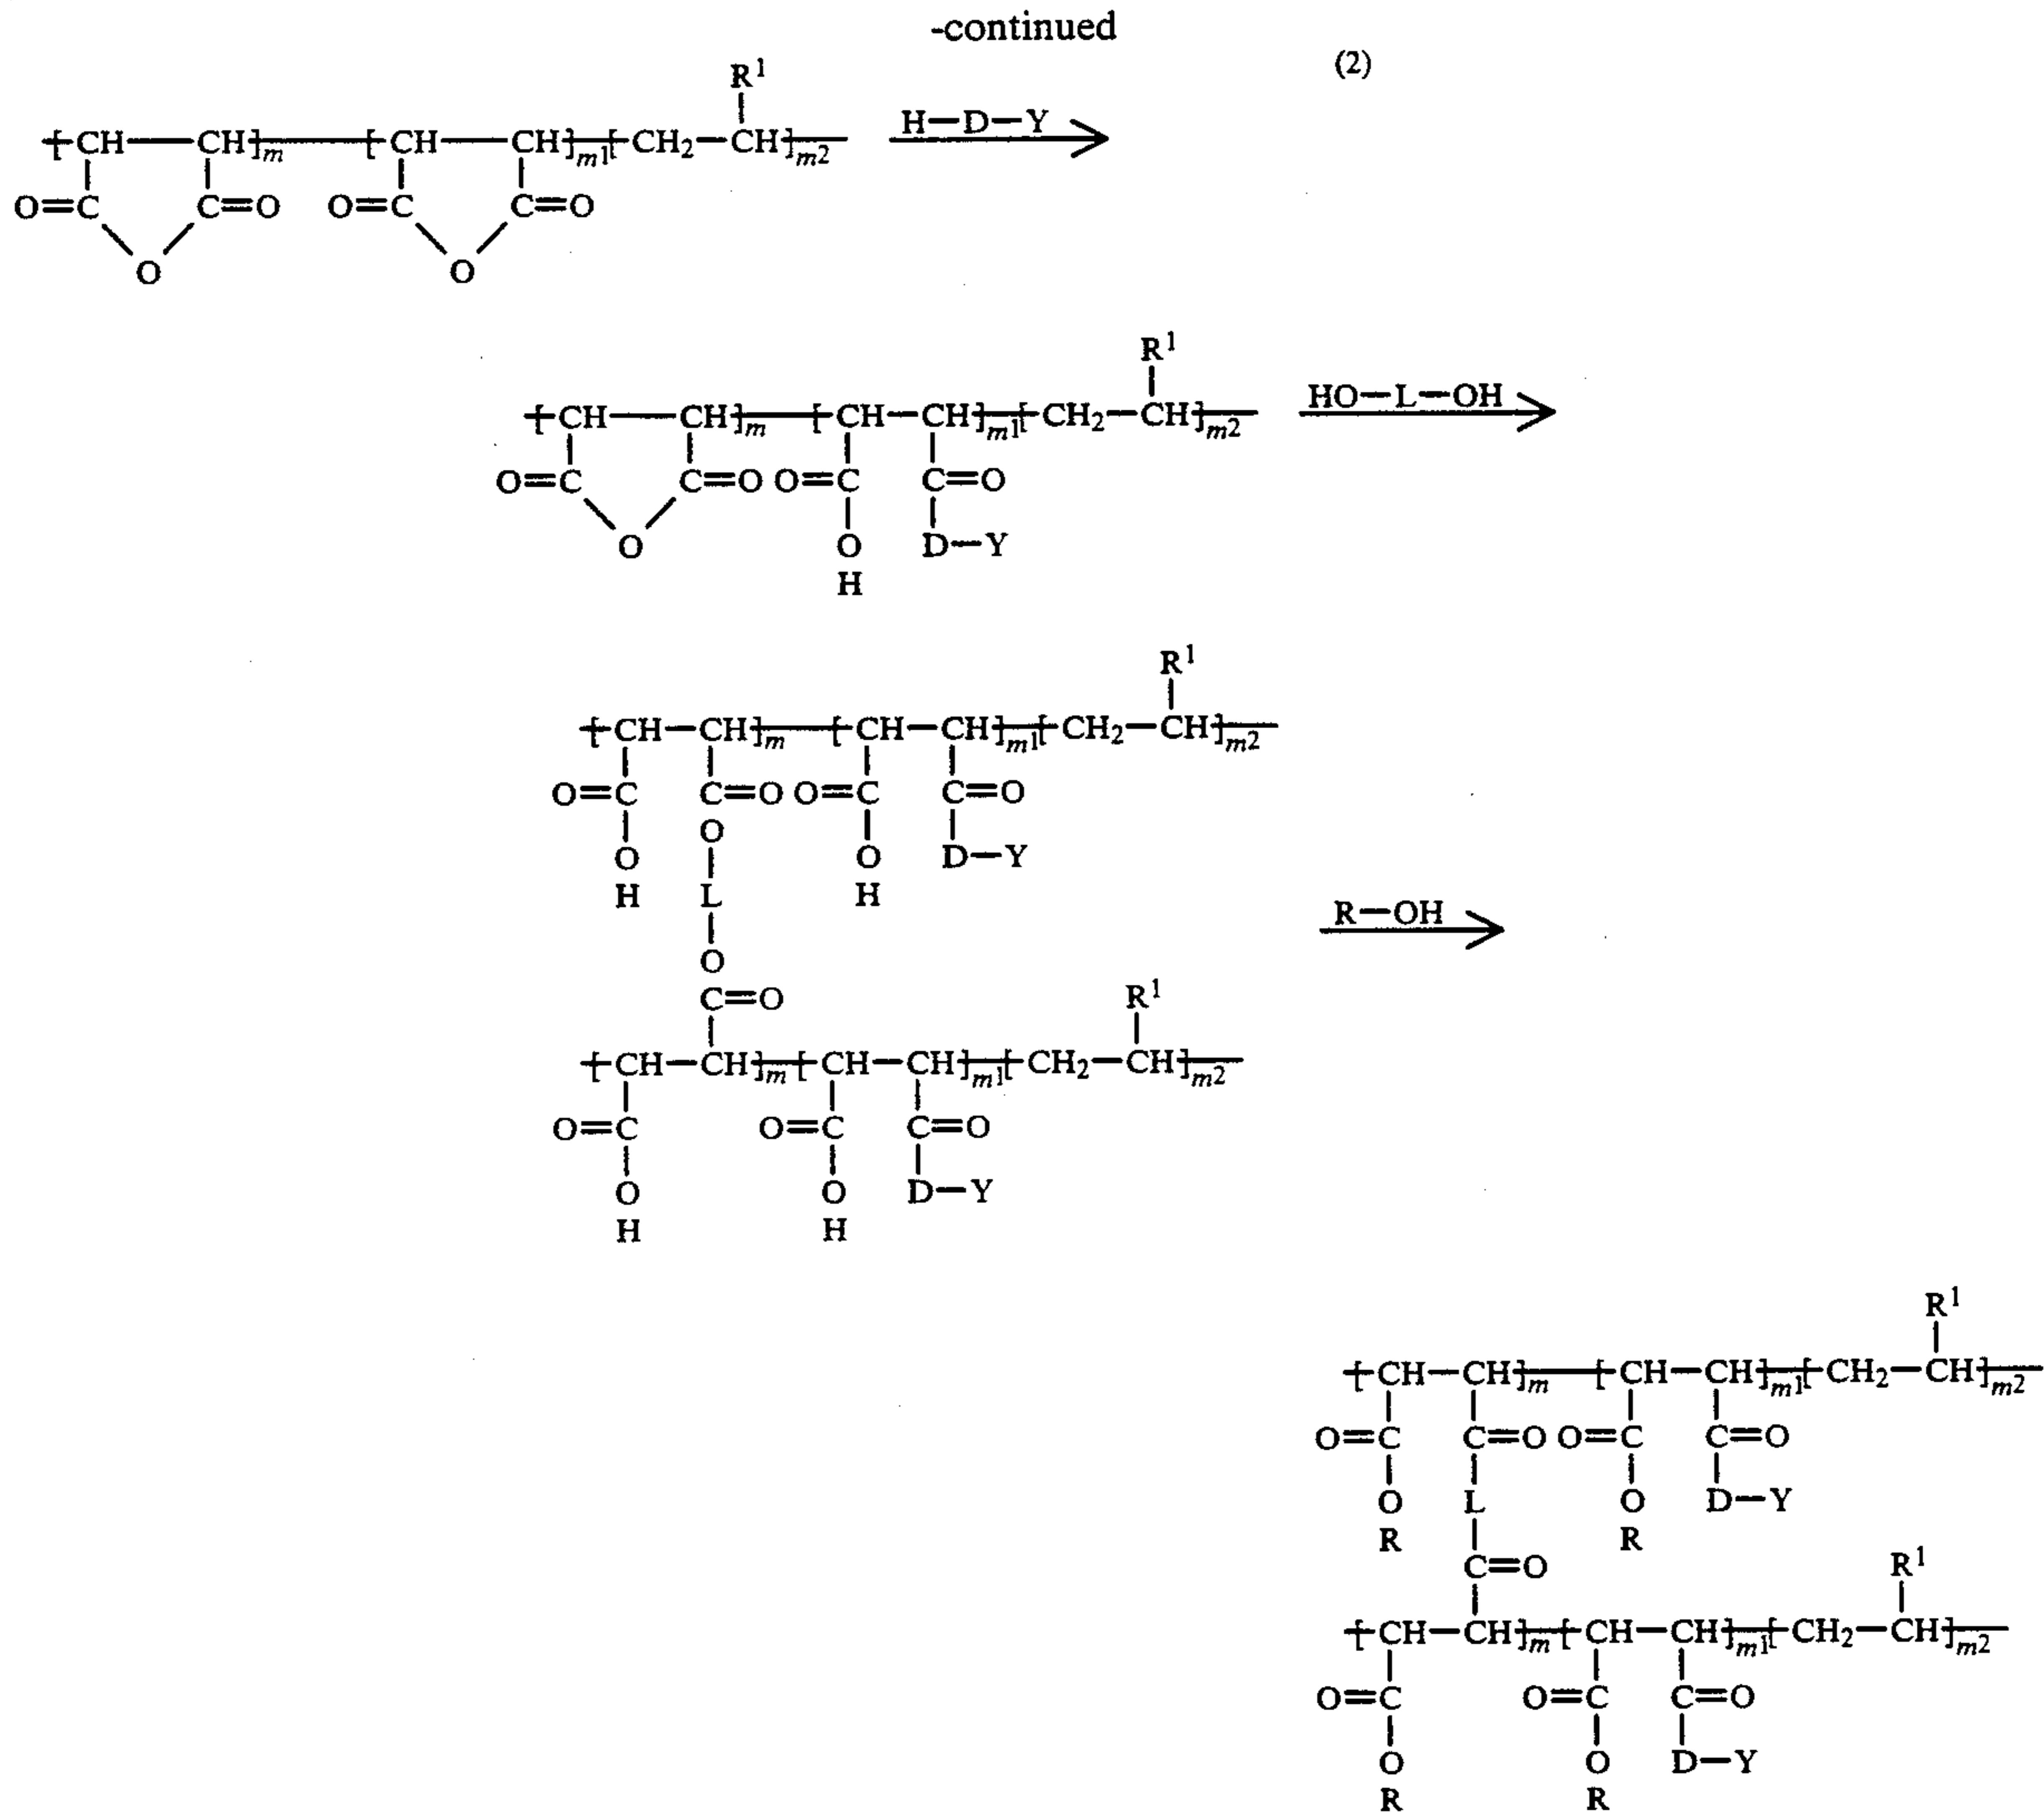 -continued
(2)
R¹
H—D—Y
-[CH—CH]m—[CH—CH]m1[CH2—CH]m2
O=C C=O O=C C=O
O O
R¹
HO—L—OH
-[CH—CH]m—[CH—CH]m1[CH2—CH]m2
O=C C=O O=C C=O
O O D—Y
H
R¹
-[CH—CH]m—[CH—CH]m1[CH2—CH]m2
O=C C=O O=C C=O
O
O O D—Y
H L H
R—OH
O
C=O R¹
-[CH—CH]m[CH—CH]m1[CH2—CH]m2
O=C O=C C=O
O O D—Y
H H
R¹
-[CH—CH]m—[CH—CH]m1[CH2—CH]m2
O=C C=O O=C C=O
O L O D—Y
R R
C=O R¹
-[CH—CH]m[CH—CH]m1[CH2—CH]m2
O=C O=C C=O
O O D—Y
R R